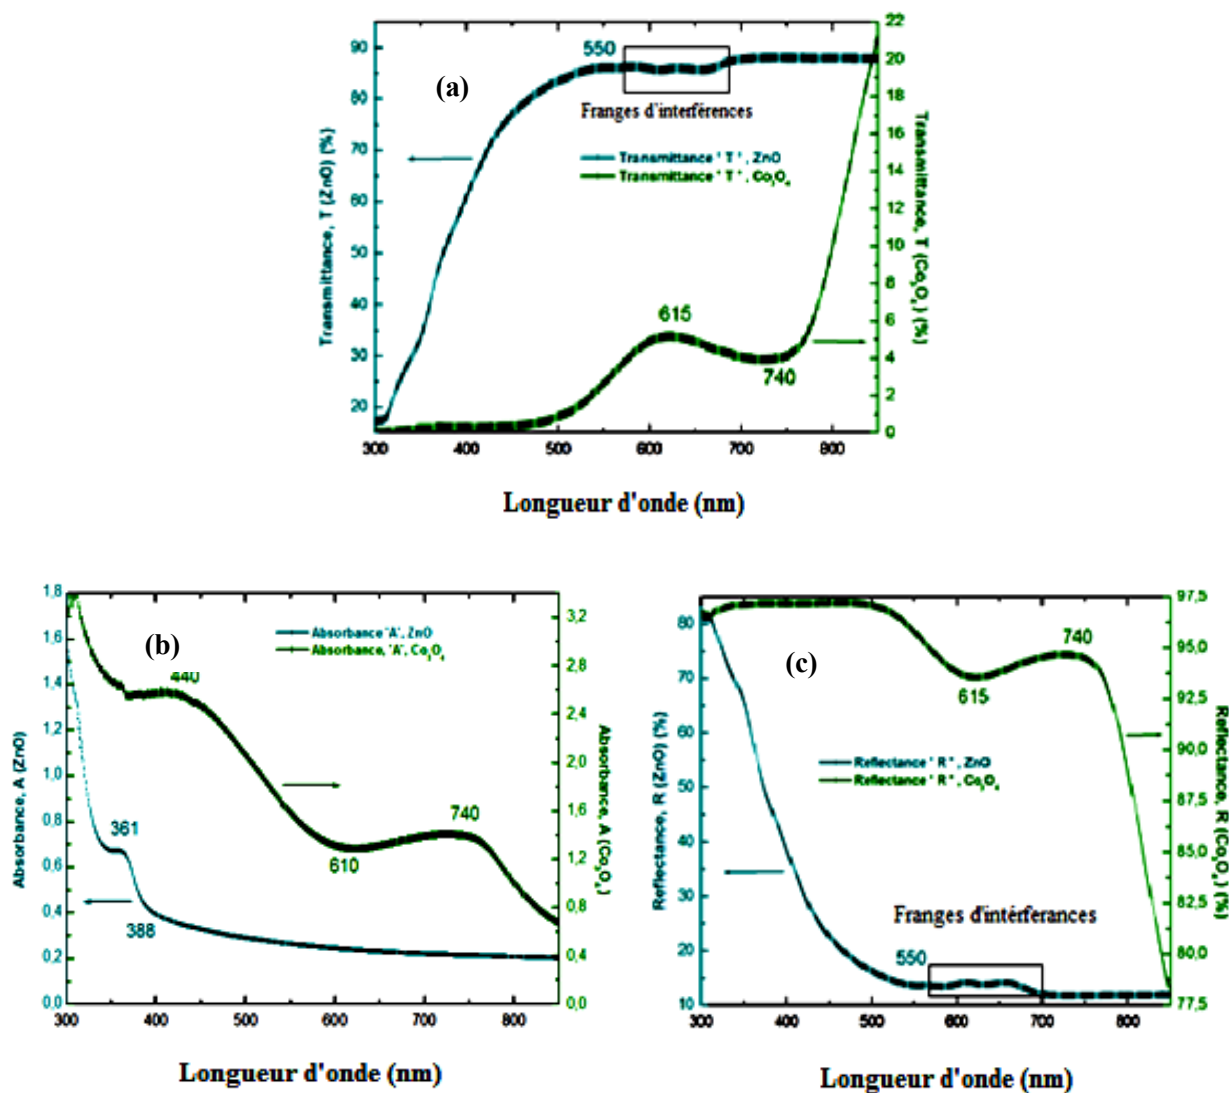 (a)
550
Franges d'interférences
Transmittance " T ", ZnO
Transmittance " T ", Co₃O₄
615
740
Transmittance, T (ZnO) (%)
90
80
70
60
50
40
30
20
Transmittance, T (Co₃O₄) (%)
22
20
18
16
14
12
10
8
6
4
2
0
300 400 500 600 700 800
Longueur d'onde (nm)
(b)
Absorbance "A", ZnO
Absorbance, "A", Co₃O₄
440
361
388
610
740
Absorbance, A (ZnO)
1,8
1,6
1,4
1,2
1,0
0,8
0,6
0,4
0,2
0,0
Absorbance, A (Co₃O₄)
3,2
2,8
2,4
2,0
1,6
1,2
0,8
0,4
0,0
300 400 500 600 700 800
Longueur d'onde (nm)
(c)
740
615
Reflectance " R ", ZnO
Reflectance " R ", Co₃O₄
Franges d'intérferances
550
Reflectance, R (ZnO) (%)
80
70
60
50
40
30
20
10
Reflectance, R (Co₃O₄) (%)
97,5
95,0
92,5
90,0
87,5
85,0
82,5
80,0
77,5
300 400 500 600 700 800
Longueur d'onde (nm)